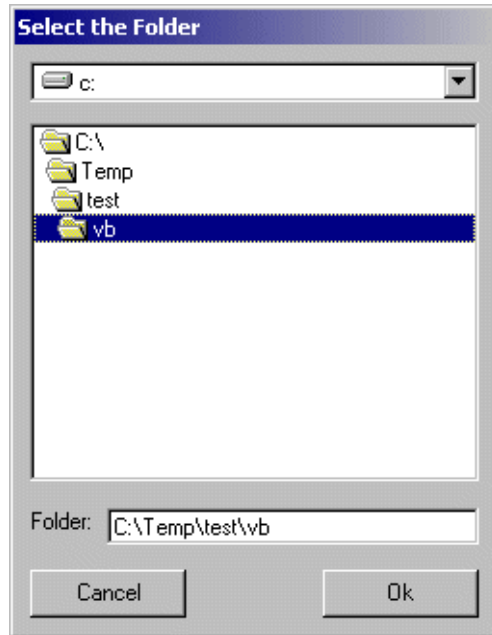 Select the Folder
c:
C:\
Temp
test
vb
Folder: C:\Temp\test\vb
Cancel Ok